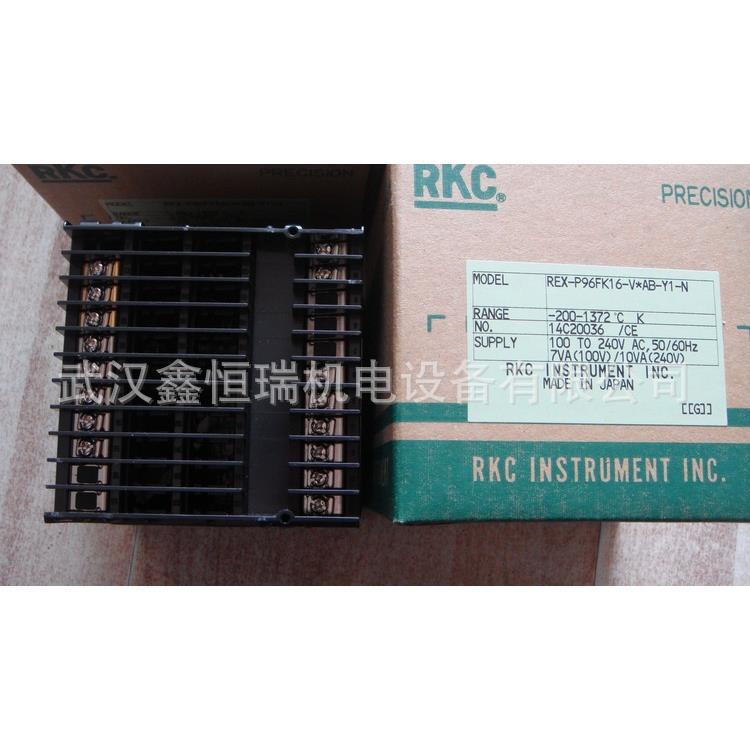 RKC
PRECISION
MODEL
RKC®
PRECISION
MODEL REX-P96FK16-V*AB-Y1-N
RANGE -200-1372℃ K
NO. 14C20036 /CE
SUPPLY 100 TO 240V AC,50/60Hz
7VA(100V)/10VA(240V)
RKC INSTRUMENT INC.
MADE IN JAPAN
[[G]]
RKC INSTRUMENT INC.
武汉鑫恒瑞机电设备有限公司